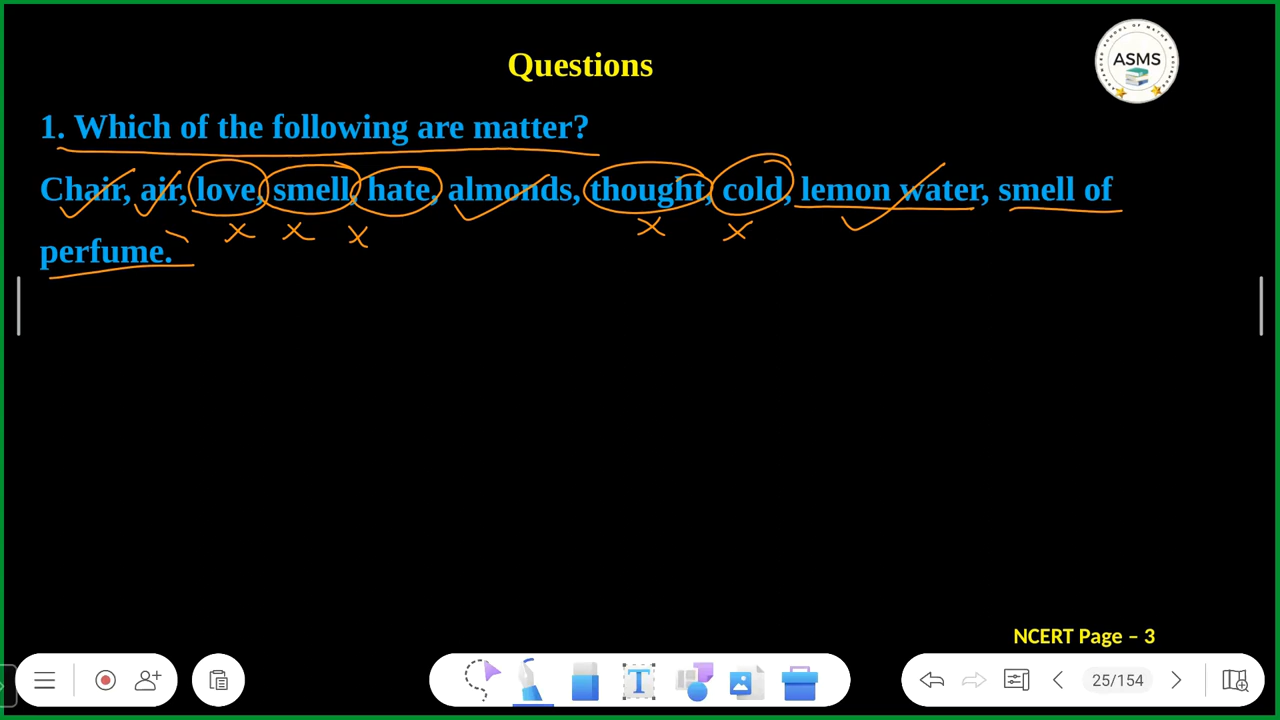 Questions
ASMS
1. Which of the following are matter?
Chair, air, love, smell, hate, almonds, thought, cold, lemon water, smell of
perfume.
x x x x x
NCERT Page – 3
T
25/154